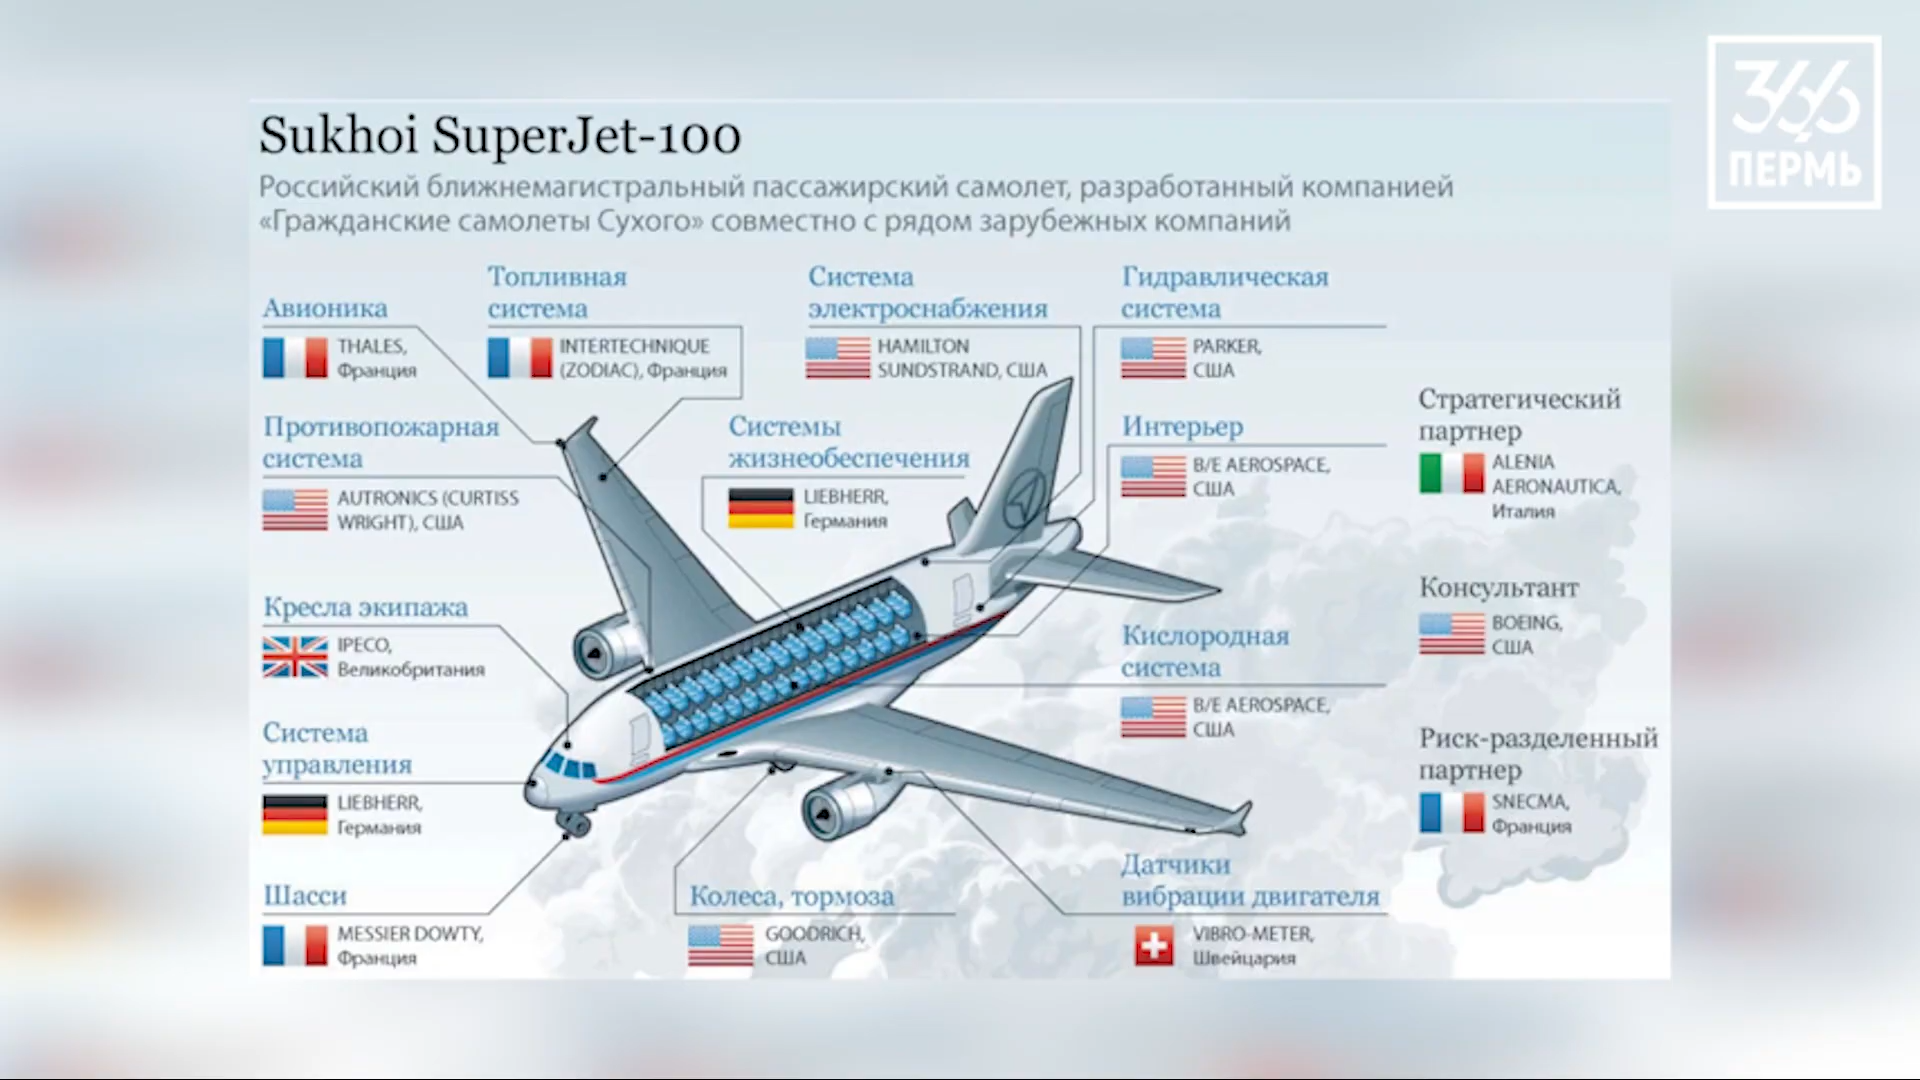 366
ПЕРМЬ
Sukhoi SuperJet-100
Российский ближнемагистральный пассажирский самолет, разработанный компанией
«Гражданские самолеты Сухого» совместно с рядом зарубежных компаний
Авионика
THALES,
Франция
Топливная
система
INTERTECHNIQUE
(ZODIAC), Франция
Система
электроснабжения
HAMILTON
SUNDSTRAND, США
Гидравлическая
система
PARKER,
США
Противопожарная
система
AUTRONICS (CURTISS
WRIGHT), США
Системы
жизнеобеспечения
LIEBHERR,
Германия
Интерьер
B/E AEROSPACE,
США
Стратегический
партнер
ALENIA
AERONAUTICA,
Италия
Кресла экипажа
IPECO,
Великобритания
Кислородная
система
B/E AEROSPACE,
США
Консультант
BOEING,
США
Система
управления
LIEBHERR,
Германия
Риск-разделенный
партнер
SNECMA,
Франция
Шасси
MESSIER DOWTY,
Франция
Колеса, тормоза
GOODRICH,
США
Датчики
вибрации двигателя
VIBRO-METER,
Швейцария